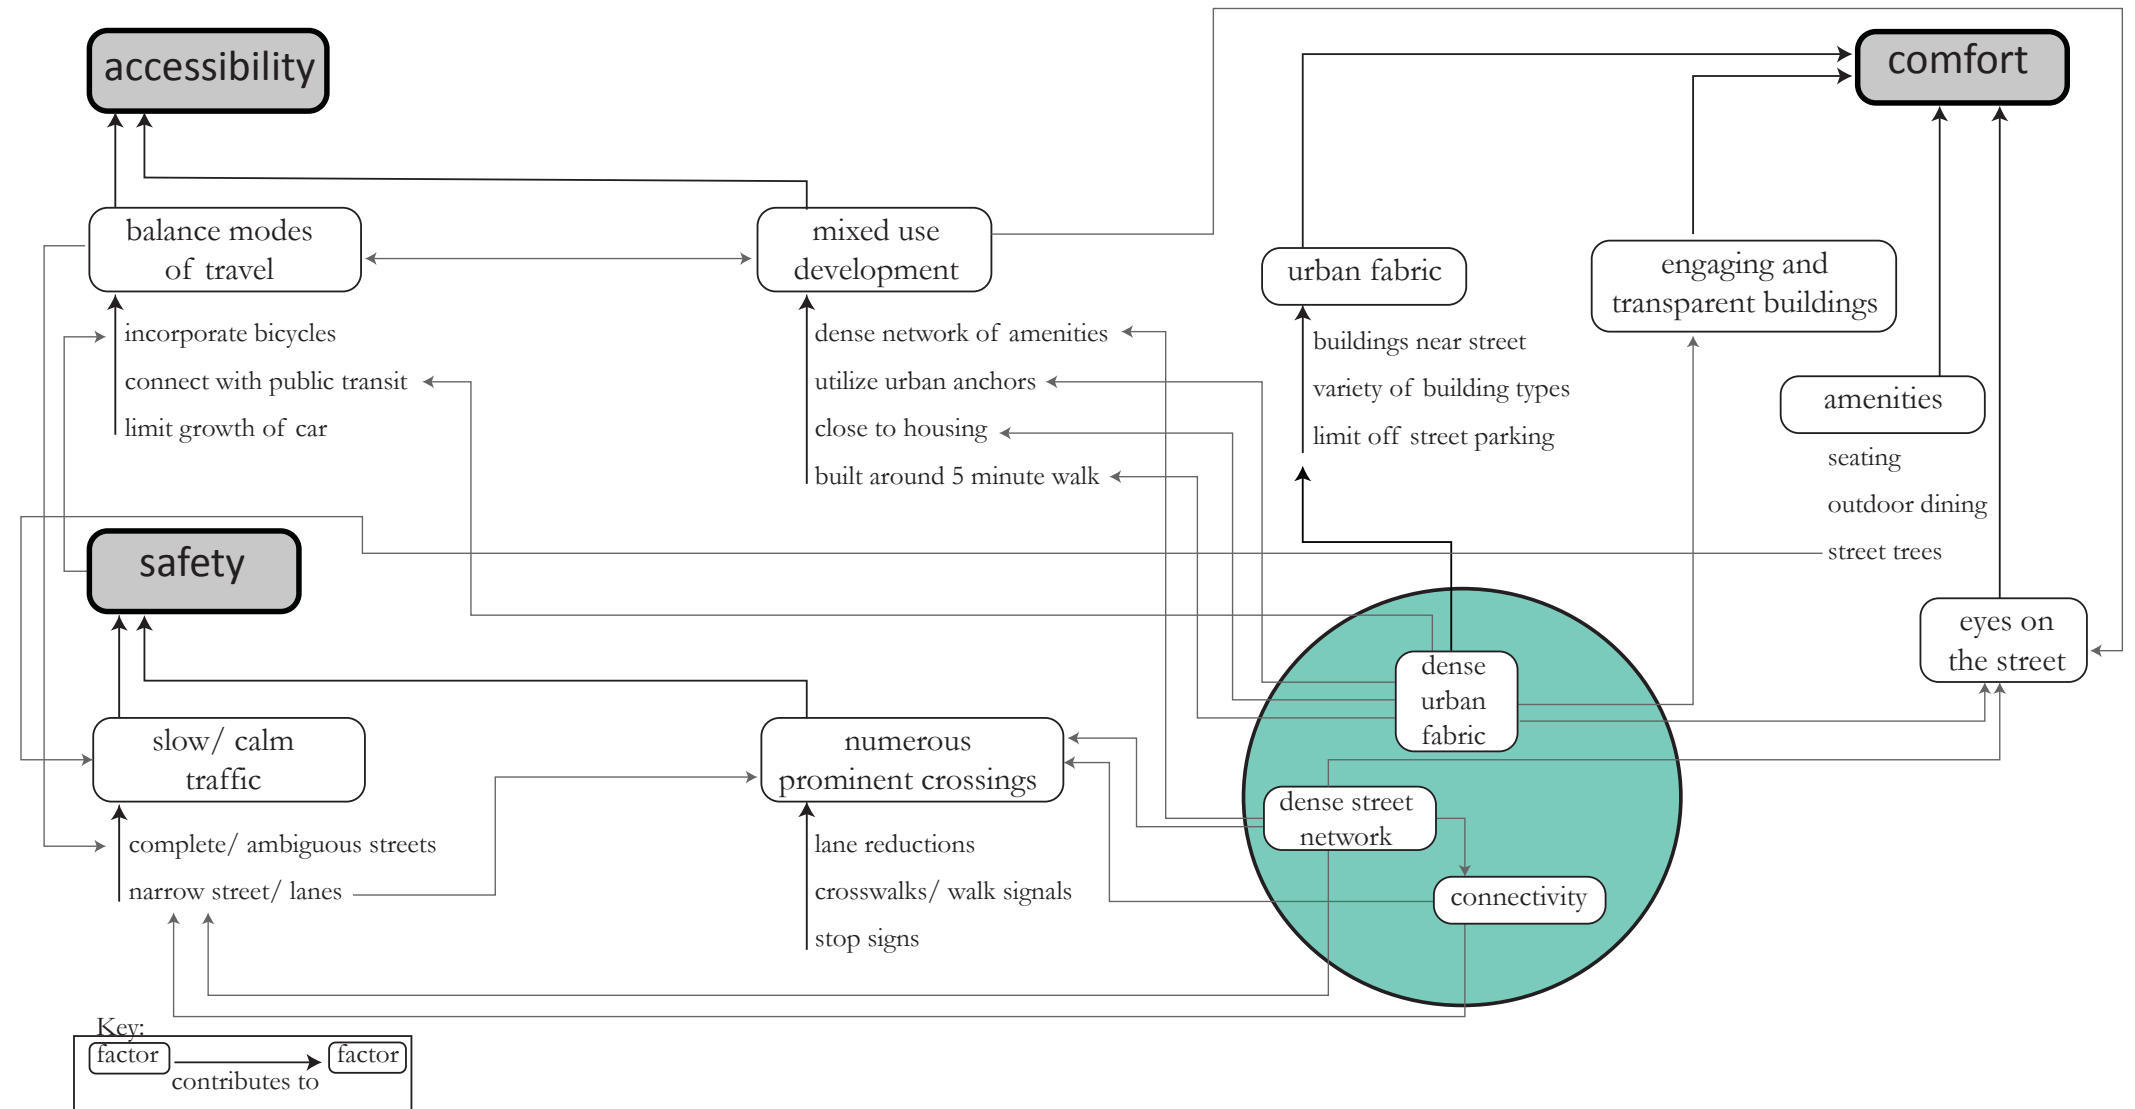 accessibility
comfort
balance modes
of travel
mixed use
development
urban fabric
engaging and
transparent buildings
incorporate bicycles
connect with public transit
limit growth of car
dense network of amenities
utilize urban anchors
close to housing
built around 5 minute walk
buildings near street
variety of building types
limit off street parking
amenities
seating
outdoor dining
street trees
safety
eyes on
the street
dense
urban
fabric
slow/ calm
traffic
numerous
prominent crossings
dense street
network
connectivity
complete/ ambiguous streets
narrow street/ lanes
lane reductions
crosswalks/ walk signals
stop signs
Key:
factor
factor
contributes to